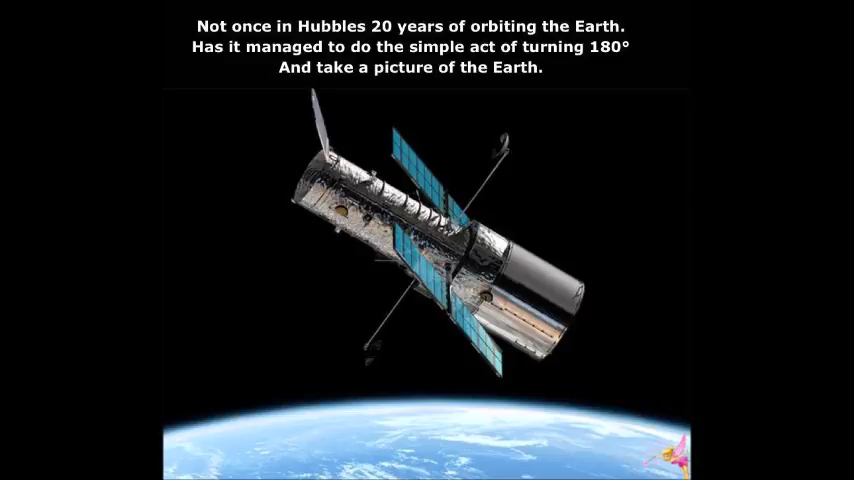 Not once in Hubbles 20 years of orbiting the Earth.
Has it managed to do the simple act of turning 180°
And take a picture of the Earth.